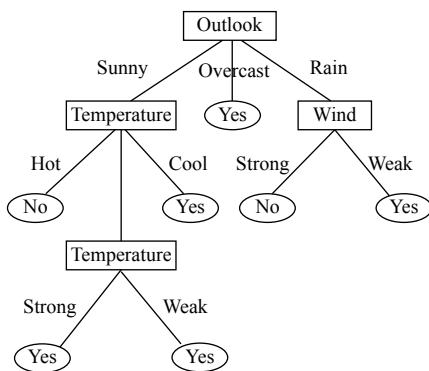 Outlook
Sunny Overcast Rain
Temperature Yes Wind
Hot Cool Strong Weak
No Yes No Yes
Temperature
Strong Weak
Yes Yes